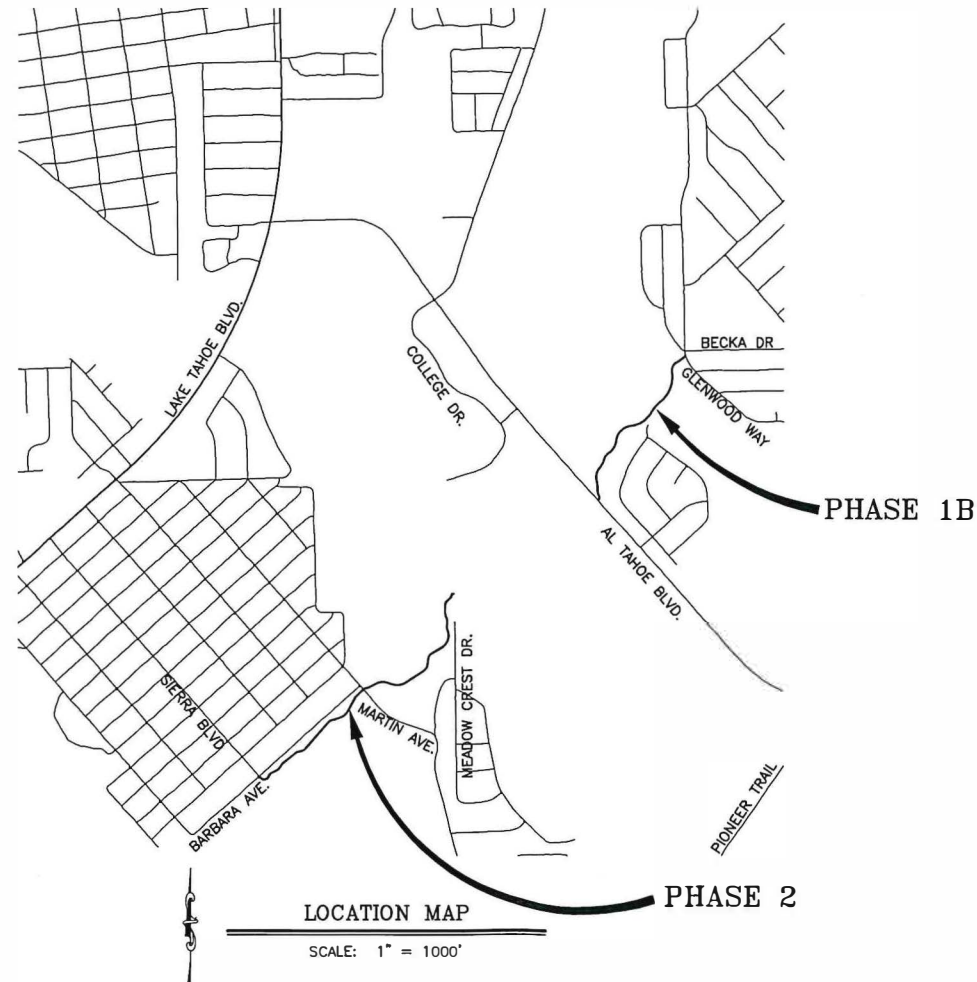 BECKA DR
LAKE TAHOE BLVD.
COLLEGE DR.
GLENWOOD WAY
PHASE 1B
AL TAHOE BLVD.
SIERRA BLVD
MEADOW CREST DR.
MARTIN AVE.
BARBARA AVE.
PIONEER TRAIL
PHASE 2
LOCATION MAP
SCALE: 1" = 1000'